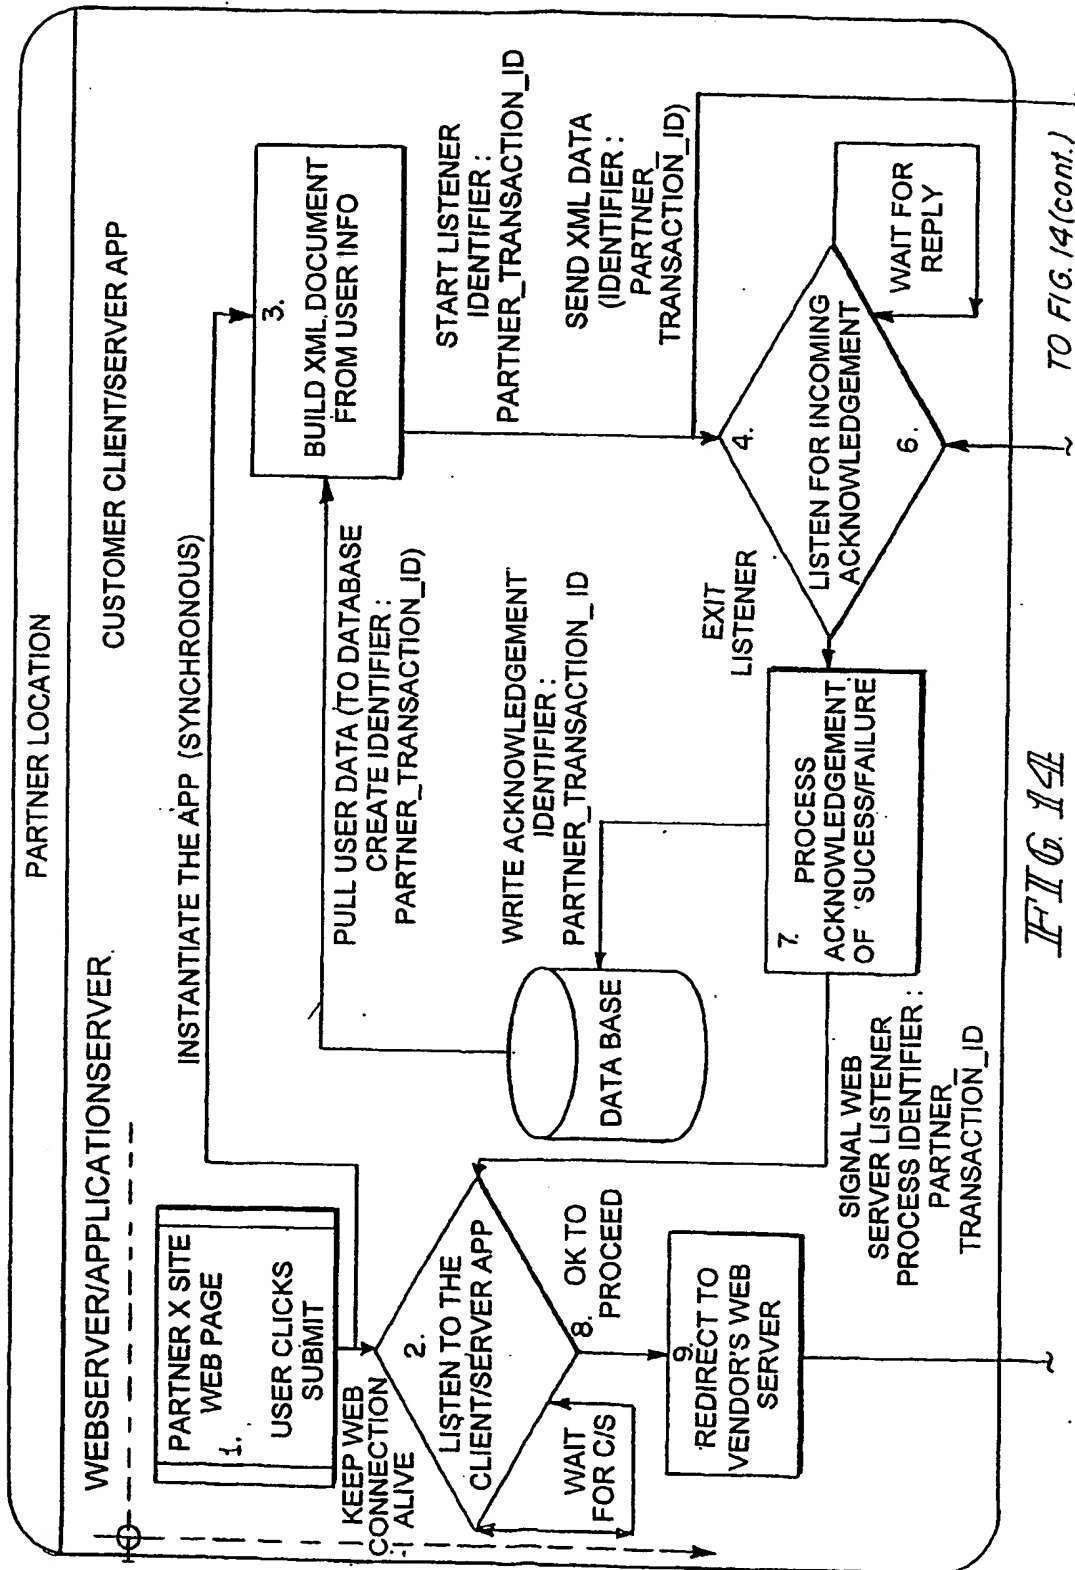 PARTNER LOCATION
WEBSERVER/APPLICATIONSERVER
CUSTOMER CLIENT/SERVER APP
INSTANTIATE THE APP (SYNCHRONOUS)
PARTNER X SITE
WEB PAGE
1.
USER CLICKS
SUBMIT
KEEP WEB
CONNECTION
ALIVE
2.
LISTEN TO THE
CLIENT/SERVER APP
WAIT
FOR C/S
8. OK TO
PROCEED
9.
REDIRECT TO
VENDOR'S WEB
SERVER
3.
BUILD XML DOCUMENT
FROM USER INFO
PULL USER DATA (TO DATABASE
CREATE IDENTIFIER:
PARTNER_TRANSACTION_ID)
START LISTENER
IDENTIFIER:
PARTNER_TRANSACTION_ID
SEND XML DATA
(IDENTIFIER:
PARTNER_
TRANSACTION_ID)
DATA BASE
WRITE ACKNOWLEDGEMENT
IDENTIFIER:
PARTNER_TRANSACTION_ID
4.
LISTEN FOR INCOMING
ACKNOWLEDGEMENT
6.
WAIT FOR
REPLY
EXIT
LISTENER
7.
PROCESS
ACKNOWLEDGEMENT
OF SUCESS/FAILURE
SIGNAL WEB
SERVER LISTENER
PROCESS IDENTIFIER:
PARTNER_
TRANSACTION_ID
TO FIG. 14(cont.)
FIG. 14